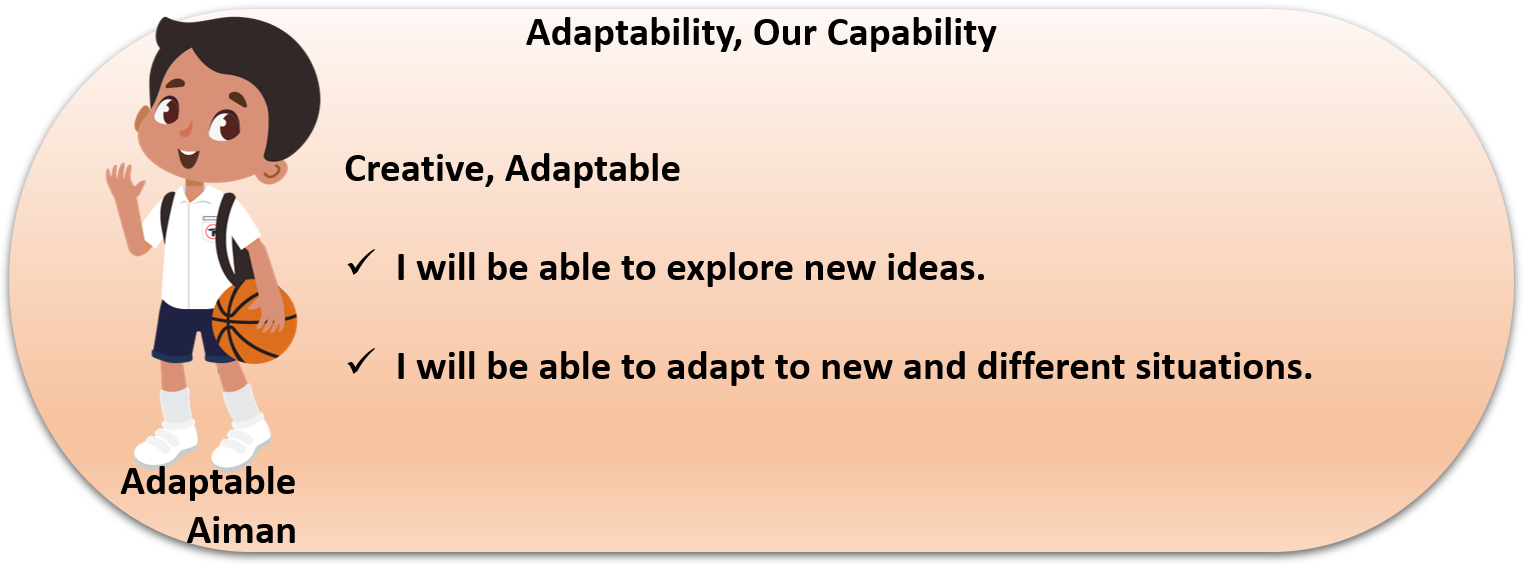 Adaptability, Our Capability
Creative, Adaptable
✓ I will be able to explore new ideas.
✓ I will be able to adapt to new and different situations.
Adaptable
Aiman